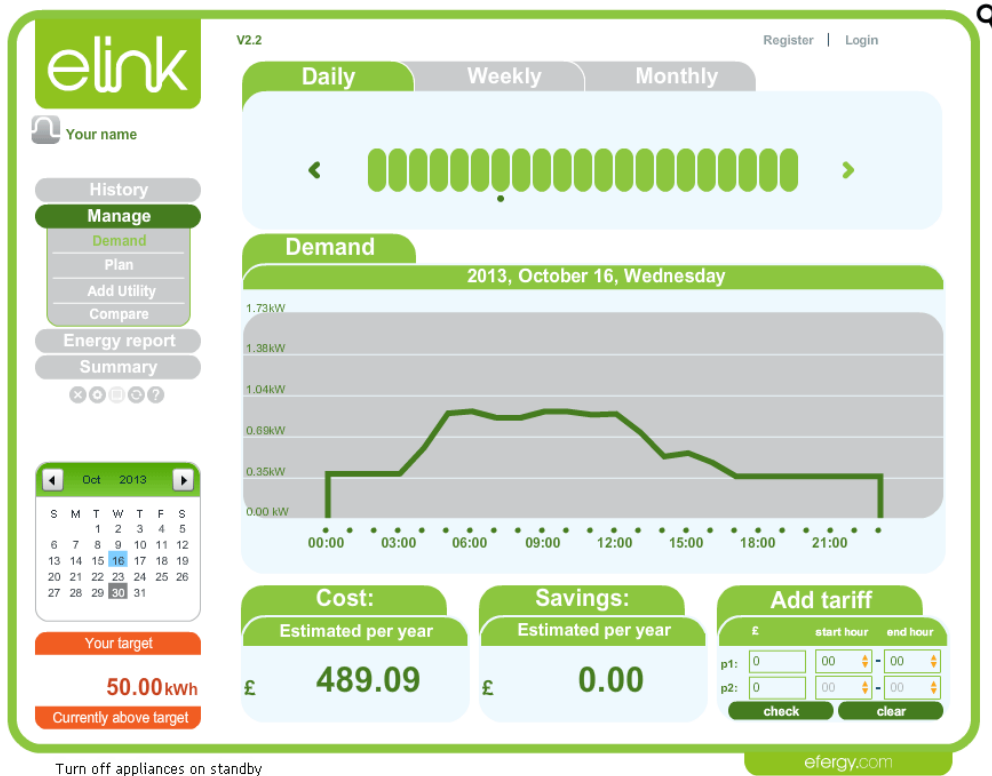 elink
V2.2
Register | Login
Your name
Daily Weekly Monthly
History
Manage
Demand
Plan
Add Utility
Compare
Energy report
Summary
?
Demand
2013, October 16, Wednesday
1.73kW
1.38kW
1.04kW
0.69kW
0.35kW
0.00 kW
00:00 03:00 06:00 09:00 12:00 15:00 18:00 21:00
Oct 2013
S M T W T F S
1 2 3 4 5
6 7 8 9 10 11 12
13 14 15 16 17 18 19
20 21 22 23 24 25 26
27 28 29 30 31
Your target
50.00 kWh
Currently above target
Cost:
Estimated per year
£ 489.09
Savings:
Estimated per year
£ 0.00
Add tariff
£ start hour end hour
p1: 0 00 - 00
p2: 0 00 - 00
check clear
efergy.com
Turn off appliances on standby